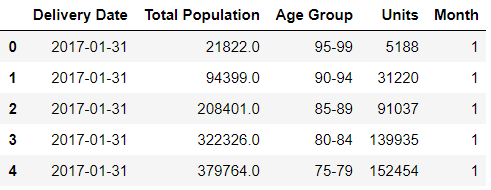 Delivery Date Total Population Age Group Units Month
0 2017-01-31 21822.0 95-99 5188 1
1 2017-01-31 94399.0 90-94 31220 1
2 2017-01-31 208401.0 85-89 91037 1
3 2017-01-31 322326.0 80-84 139935 1
4 2017-01-31 379764.0 75-79 152454 1